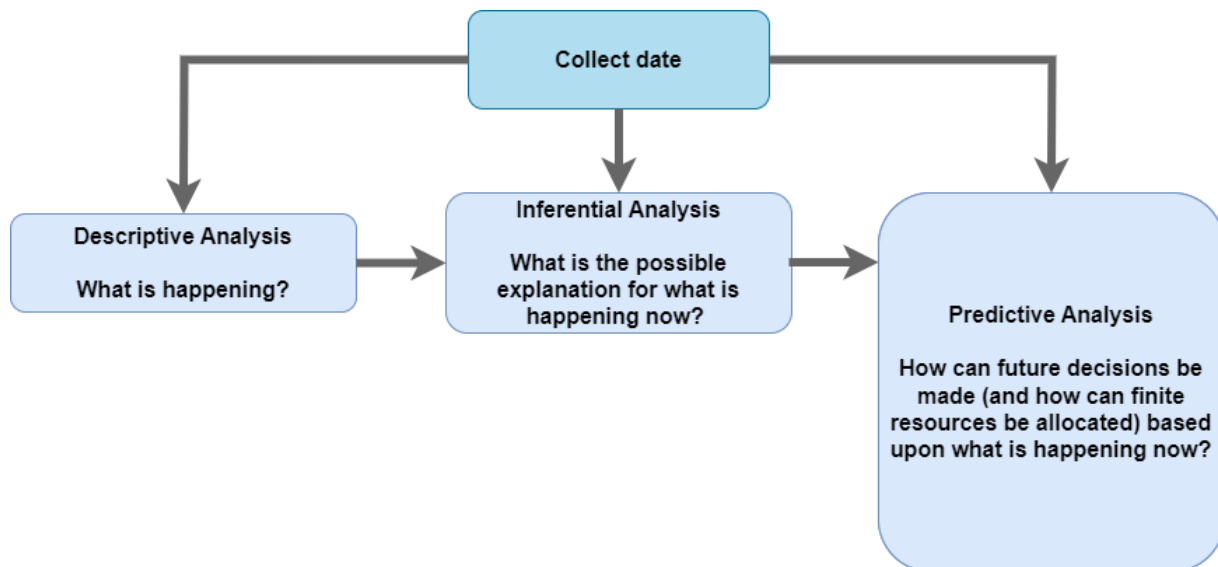 Collect date
Descriptive Analysis
What is happening?
Inferential Analysis
What is the possible
explanation for what is
happening now?
Predictive Analysis
How can future decisions be
made (and how can finite
resources be allocated) based
upon what is happening now?